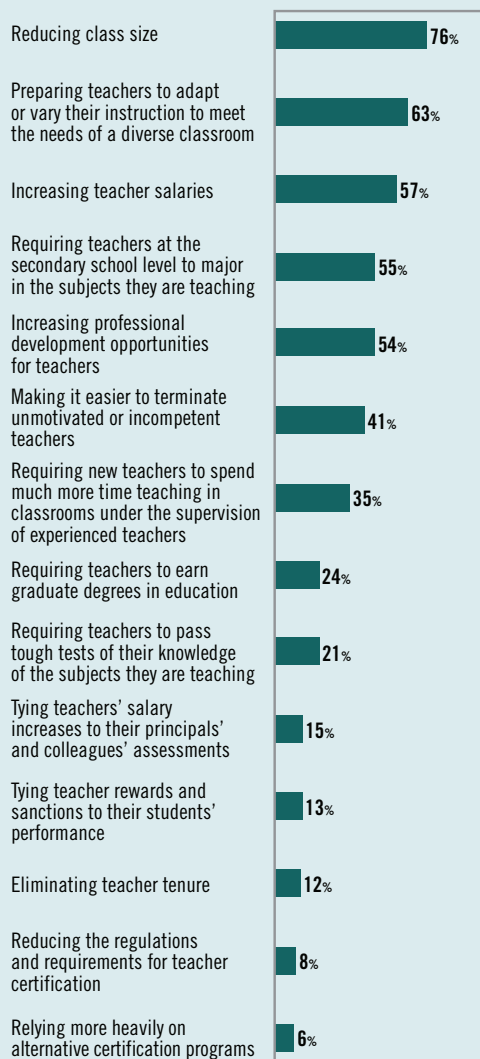 Reducing class size
76%
Preparing teachers to adapt
or vary their instruction to meet
the needs of a diverse classroom
63%
Increasing teacher salaries
57%
Requiring teachers at the
secondary school level to major
in the subjects they are teaching
55%
Increasing professional
development opportunities
for teachers
54%
Making it easier to terminate
unmotivated or incompetent
teachers
41%
Requiring new teachers to spend
much more time teaching in
classrooms under the supervision
of experienced teachers
35%
Requiring teachers to earn
graduate degrees in education
24%
Requiring teachers to pass
tough tests of their knowledge
of the subjects they are teaching
21%
Tying teachers’ salary
increases to their principals’
and colleagues’ assessments
15%
Tying teacher rewards and
sanctions to their students’
performance
13%
Eliminating teacher tenure
12%
Reducing the regulations
and requirements for teacher
certification
8%
Relying more heavily on
alternative certification programs
6%